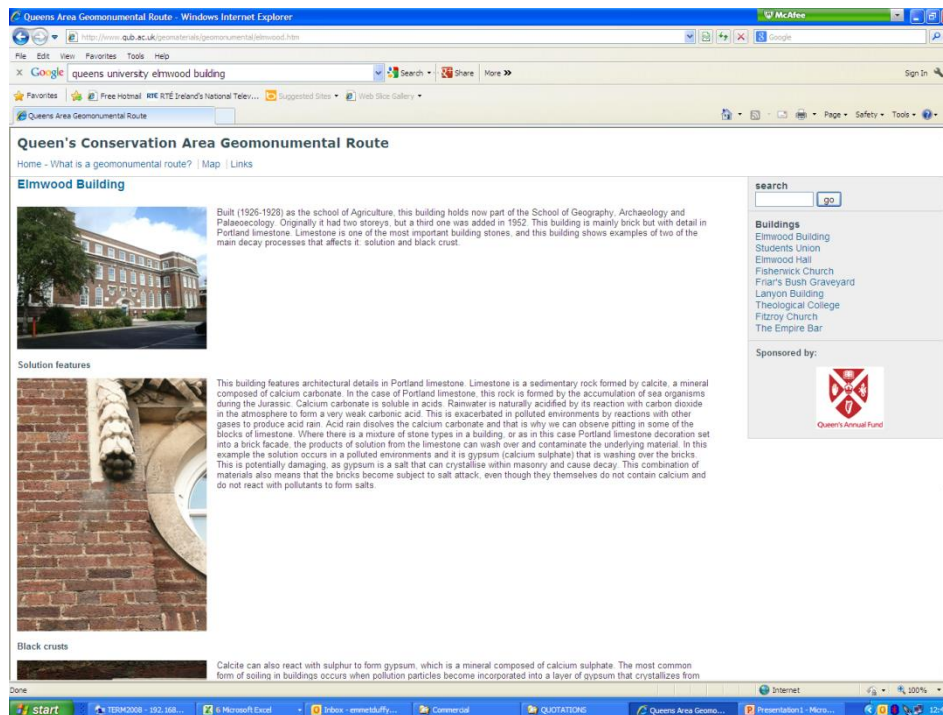 Queens Area Geomonumental Route - Windows Internet Explorer
McAfee
http://www.qub.ac.uk/geomaterials/geomonumental/elmwood.htm
Google
File Edit View Favorites Tools Help
Google queens university elmwood building Search Share More Sign In
Favorites Free Hotmail RTE RTÉ Ireland's National Telev... Suggested Sites Web Slice Gallery
Queens Area Geomonumental Route Page Safety Tools
Queen's Conservation Area Geomonumental Route
Home - What is a geomonumental route? | Map | Links
Elmwood Building
Built (1926-1928) as the school of Agriculture, this building holds now part of the School of Geography, Archaeology and
Palaeoecology. Originally it had two storeys, but a third one was added in 1952. This building is mainly brick but with detail in
Portland limestone. Limestone is one of the most important building stones, and this building shows examples of two of the
main decay processes that affects it: solution and black crust.
Solution features
This building features architectural details in Portland limestone. Limestone is a sedimentary rock formed by calcite, a mineral
composed of calcium carbonate. In the case of Portland limestone, this rock is formed by the accumulation of sea organisms
during the Jurassic. Calcium carbonate is soluble in acids. Rainwater is naturally acidified by its reaction with carbon dioxide
in the atmosphere to form a very weak carbonic acid. This is exacerbated in polluted environments by reactions with other
gases to produce acid rain. Acid rain disolves the calcium carbonate and that is why we can observe pitting in some of the
blocks of limestone. Where there is a mixture of stone types in a building, or as in this case Portland limestone decoration set
into a brick facade, the products of solution from the limestone can wash over and contaminate the underlying material. In this
example the solution occurs in a polluted environments and it is gypsum (calcium sulphate) that is washing over the bricks.
This is potentially damaging, as gypsum is a salt that can crystallise within masonry and cause decay. This combination of
materials also means that the bricks become subject to salt attack, even though they themselves do not contain calcium and
do not react with pollutants to form salts.
Black crusts
Calcite can also react with sulphur to form gypsum, which is a mineral composed of calcium sulphate. The most common
form of soiling in buildings occurs when pollution particles become incorporated into a layer of gypsum that crystallizes from
search
go
Buildings
Elmwood Building
Students Union
Elmwood Hall
Fisherwick Church
Friar's Bush Graveyard
Lanyon Building
Theological College
Fitzroy Church
The Empire Bar
Sponsored by:
Queen's Annual Fund
Done Internet 100%
start TERM2008 - 192.168... 6 Microsoft Excel Inbox - emmetduffy... Commercial QUOTATIONS Queens Area Geomo... Presentation1 - Micro...